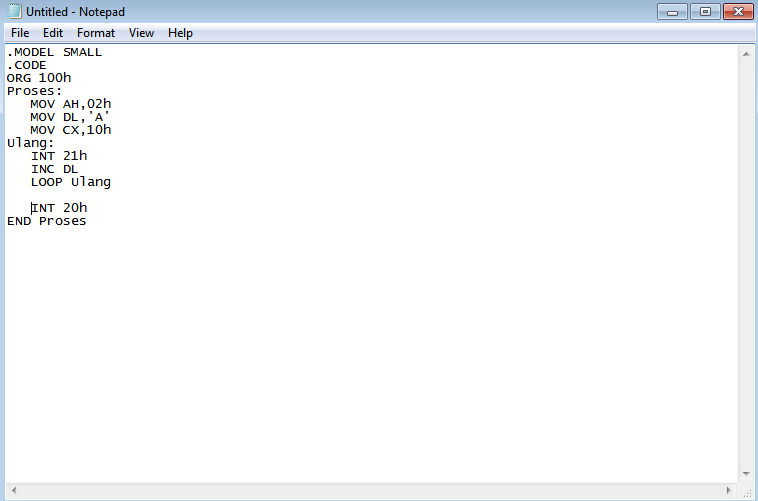 Untitled - Notepad
File Edit Format View Help
.MODEL SMALL
.CODE
ORG 100h
Proses:
   MOV AH,02h
   MOV DL,'A'
   MOV CX,10h
Ulang:
   INT 21h
   INC DL
   LOOP Ulang

   INT 20h
END Proses